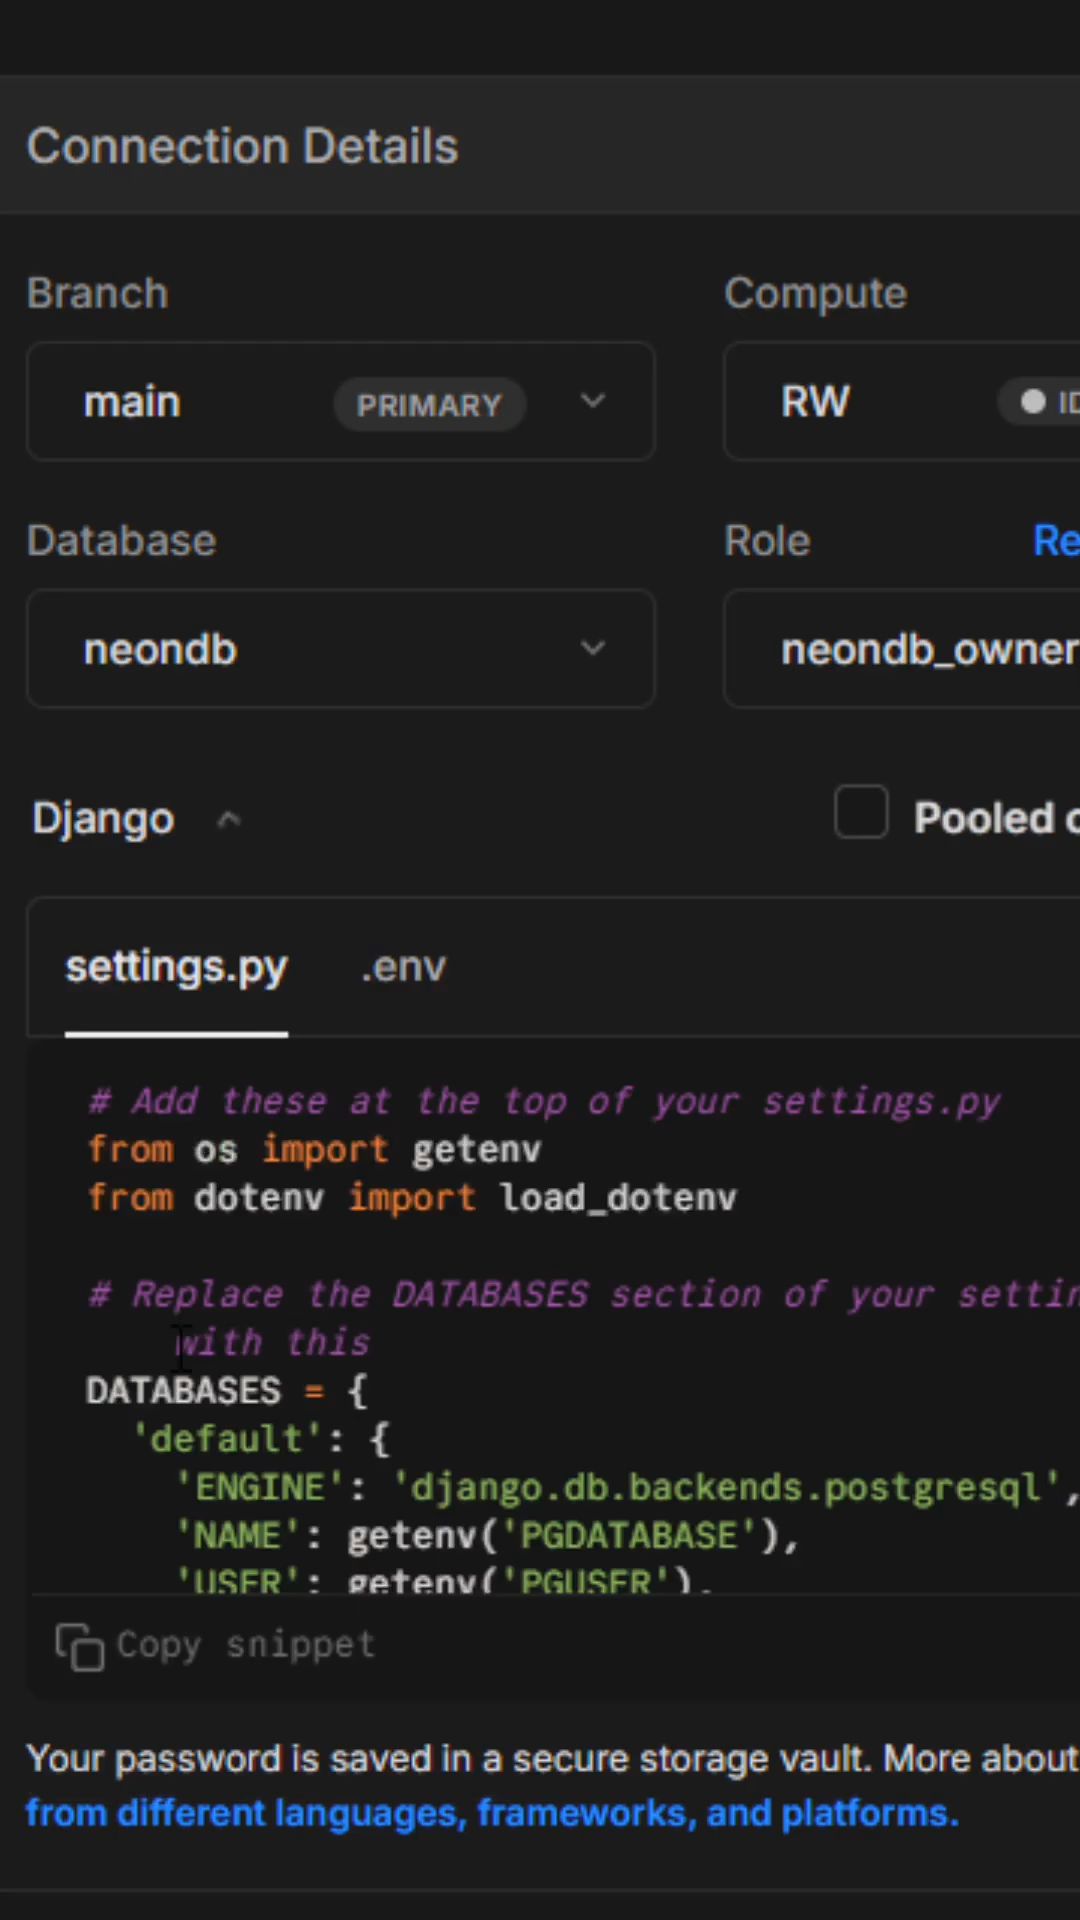 Connection Details
Branch
Compute
main PRIMARY
RW
Database
Role
neondb
neondb_owner
Django
Pooled
settings.py .env
# Add these at the top of your settings.py
from os import getenv
from dotenv import load_dotenv
# Replace the DATABASES section of your
with this
DATABASES = {
'default': {
'ENGINE': 'django.db.backends.postgresql',
'NAME': getenv('PGDATABASE'),
'USER': getenv('PGUSER'),
Copy snippet
Your password is saved in a secure storage vault. More about
from different languages, frameworks, and platforms.